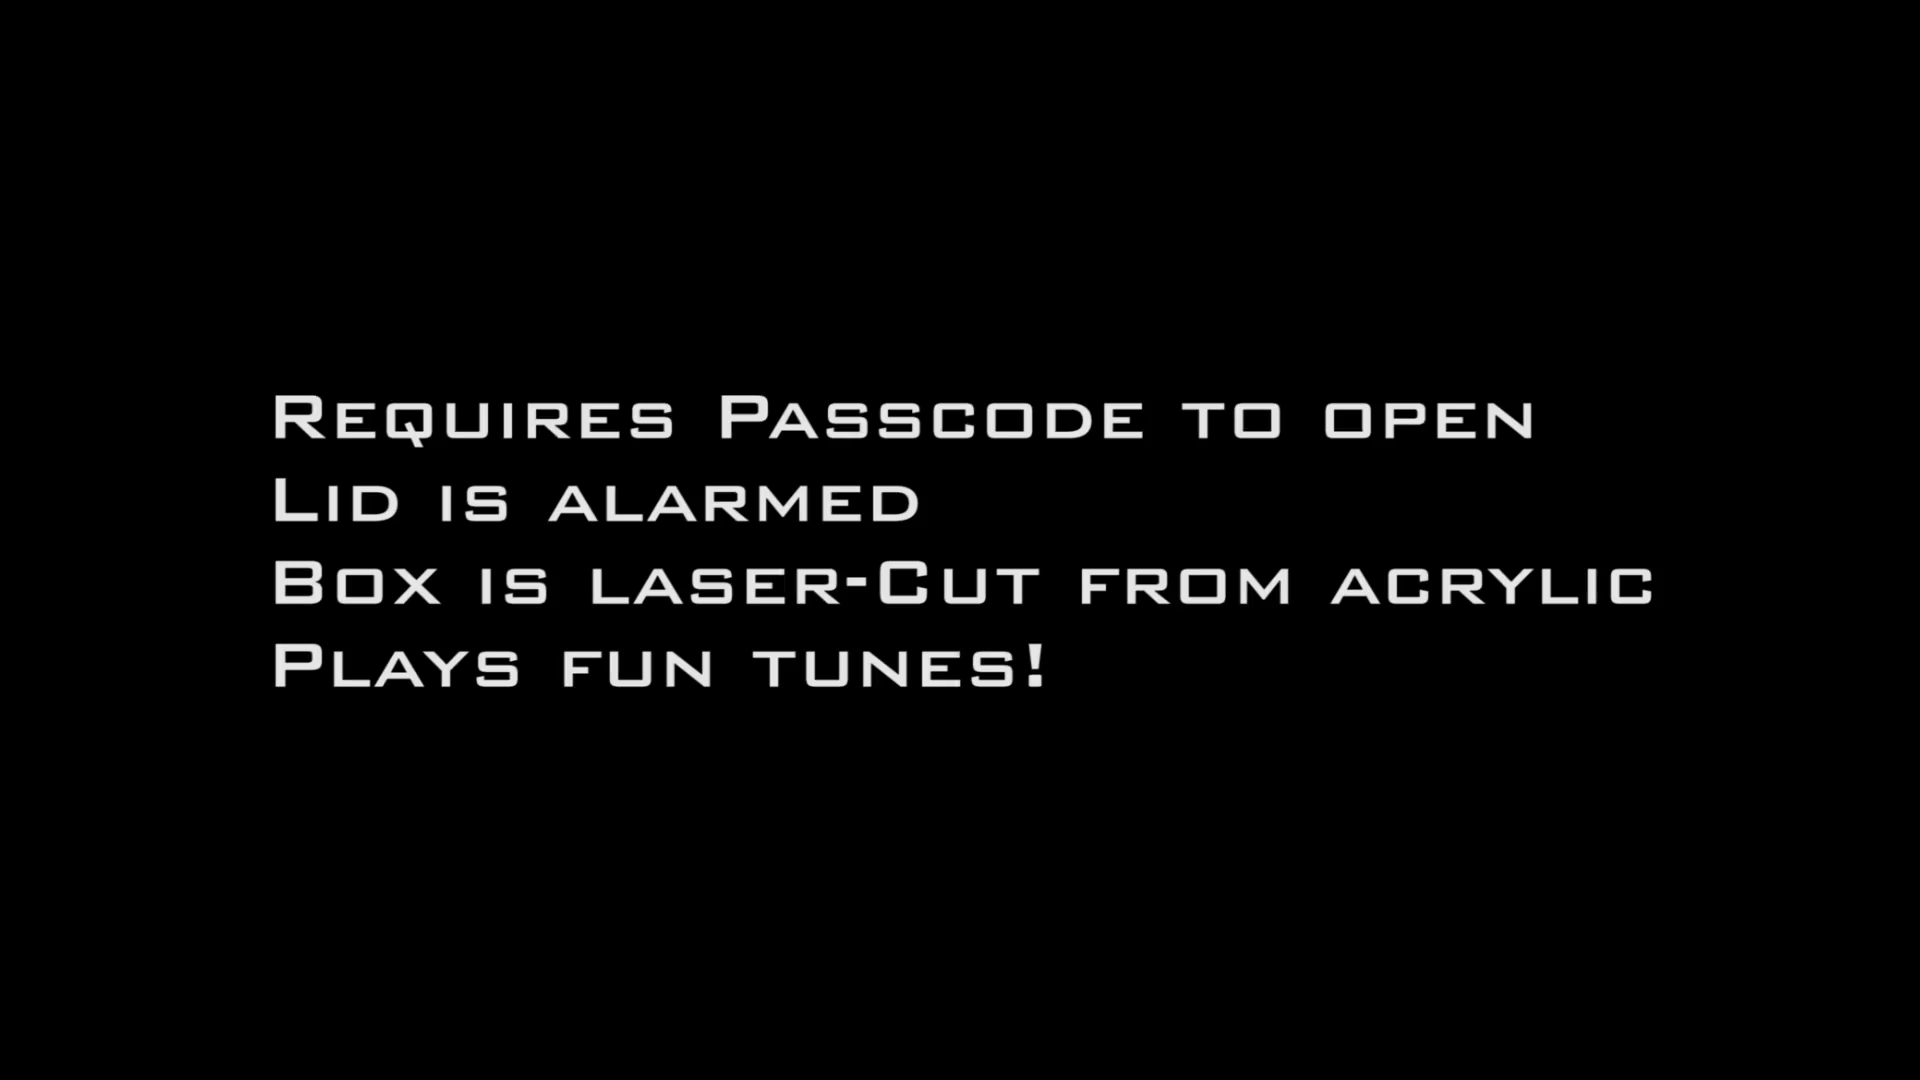 Requires Passcode to open
Lid is alarmed
Box is laser-Cut from acrylic
Plays fun tunes!